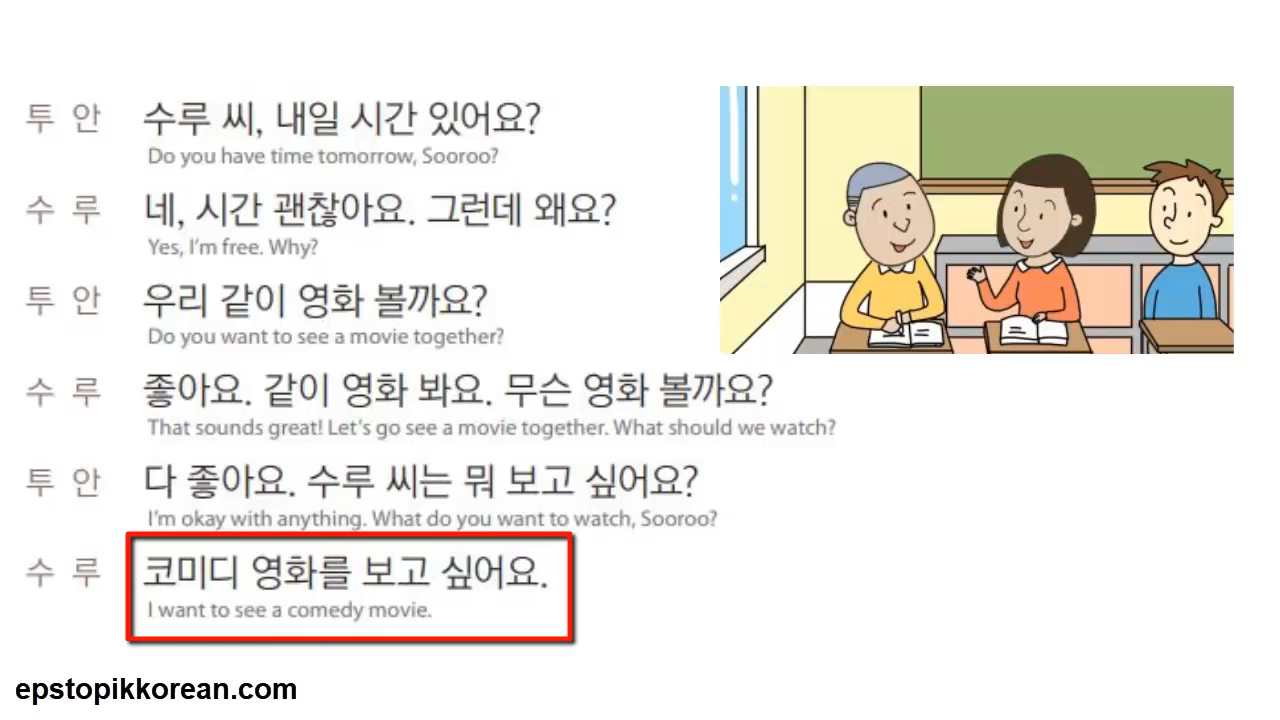 투 안 수루 씨, 내일 시간 있어요?
Do you have time tomorrow, Sooroo?
수 루 네, 시간 괜찮아요. 그런데 왜요?
Yes, I'm free. Why?
투 안 우리 같이 영화 볼까요?
Do you want to see a movie together?
수 루 좋아요. 같이 영화 봐요. 무슨 영화 볼까요?
That sounds great! Let's go see a movie together. What should we watch?
투 안 다 좋아요. 수루 씨는 뭐 보고 싶어요?
I'm okay with anything. What do you want to watch, Sooroo?
수 루 코미디 영화를 보고 싶어요.
I want to see a comedy movie.
epstopikkorean.com